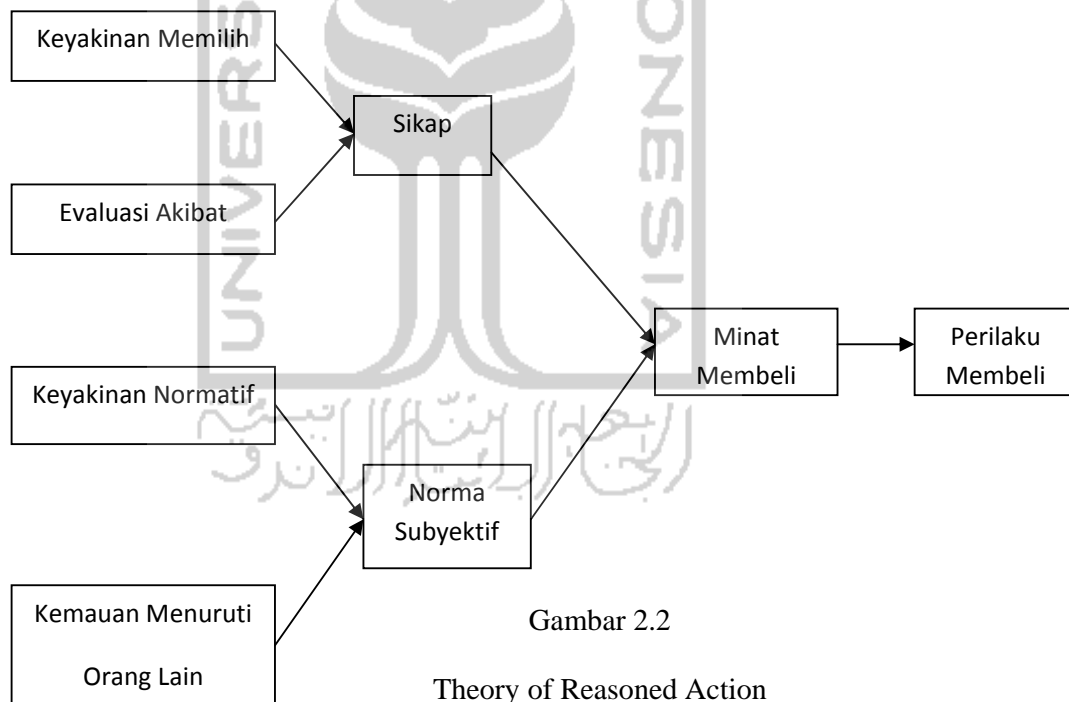 Keyakinan Memilih
Sikap
Evaluasi Akibat
Minat
Membeli
Perilaku
Membeli
Keyakinan Normatif
Norma
Subyektif
Kemauan Menuruti
Orang Lain
Gambar 2.2
Theory of Reasoned Action